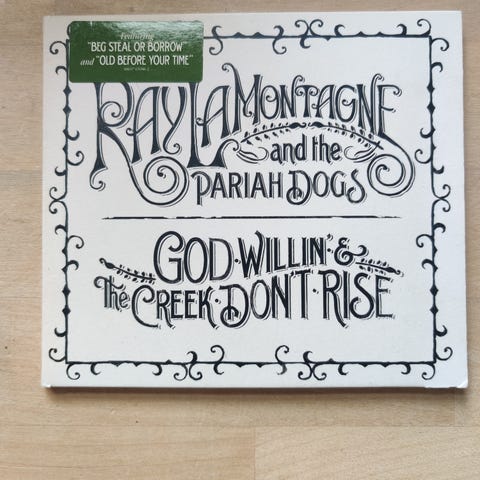 Featuring
"BEG STEAL OR BORROW"
and "OLD BEFORE YOUR TIME"
RAY LAMONTAGNE
and the
PARIAH DOGS
GOD·WILLIN'&
the CREEK·DON'T·RISE